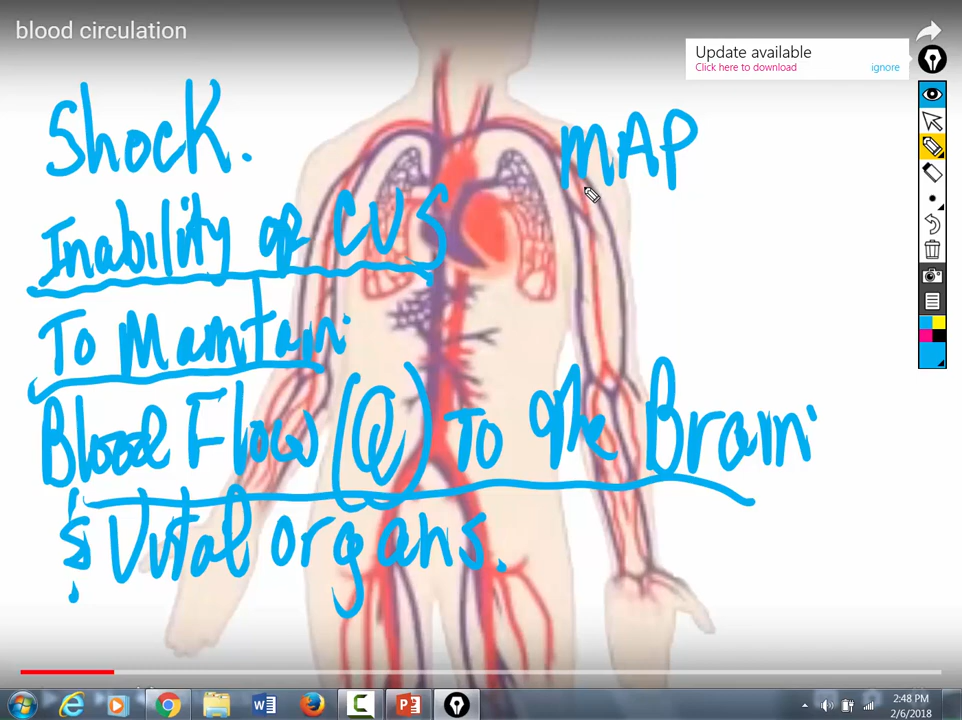 blood circulation
Update available
Click here to download ignore
Shock.
MAP
Inability of CVS
To Maintain
Blood Flow (Q) To the Brain
& Vital organs.
2:48 PM
2/6/2018